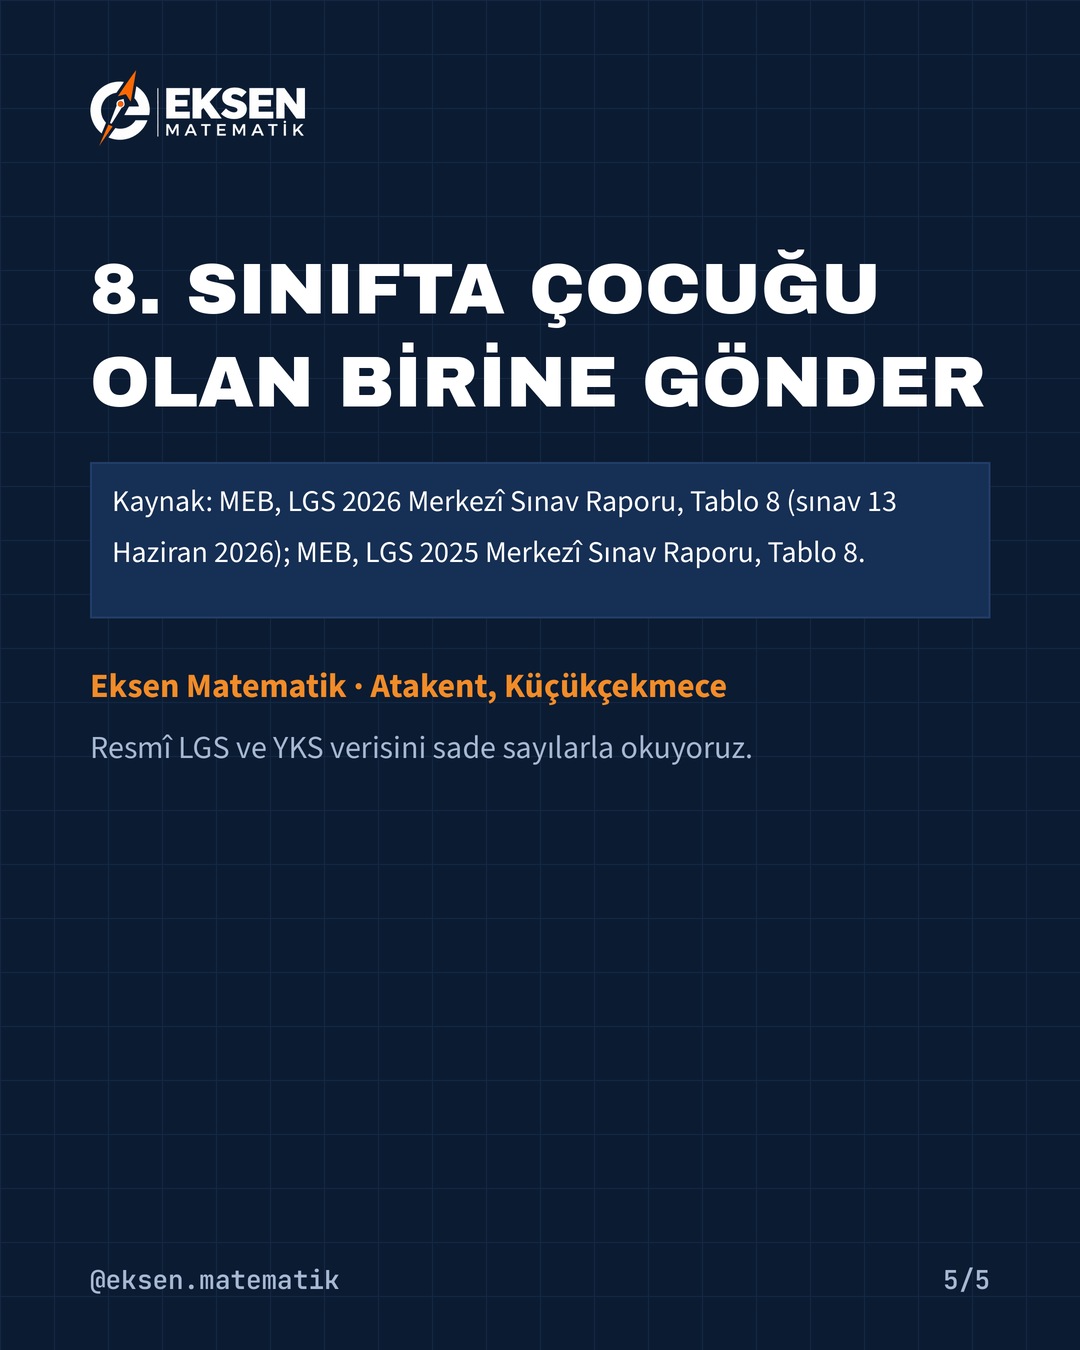 EKSEN
MATEMATİK
8. SINIFTA ÇOCUĞU
OLAN BİRİNE GÖNDER
Kaynak: MEB, LGS 2026 Merkezî Sınav Raporu, Tablo 8 (sınav 13
Haziran 2026); MEB, LGS 2025 Merkezî Sınav Raporu, Tablo 8.
Eksen Matematik · Atakent, Küçükçekmece
Resmî LGS ve YKS verisini sade sayılarla okuyoruz.
@eksen.matematik
5/5